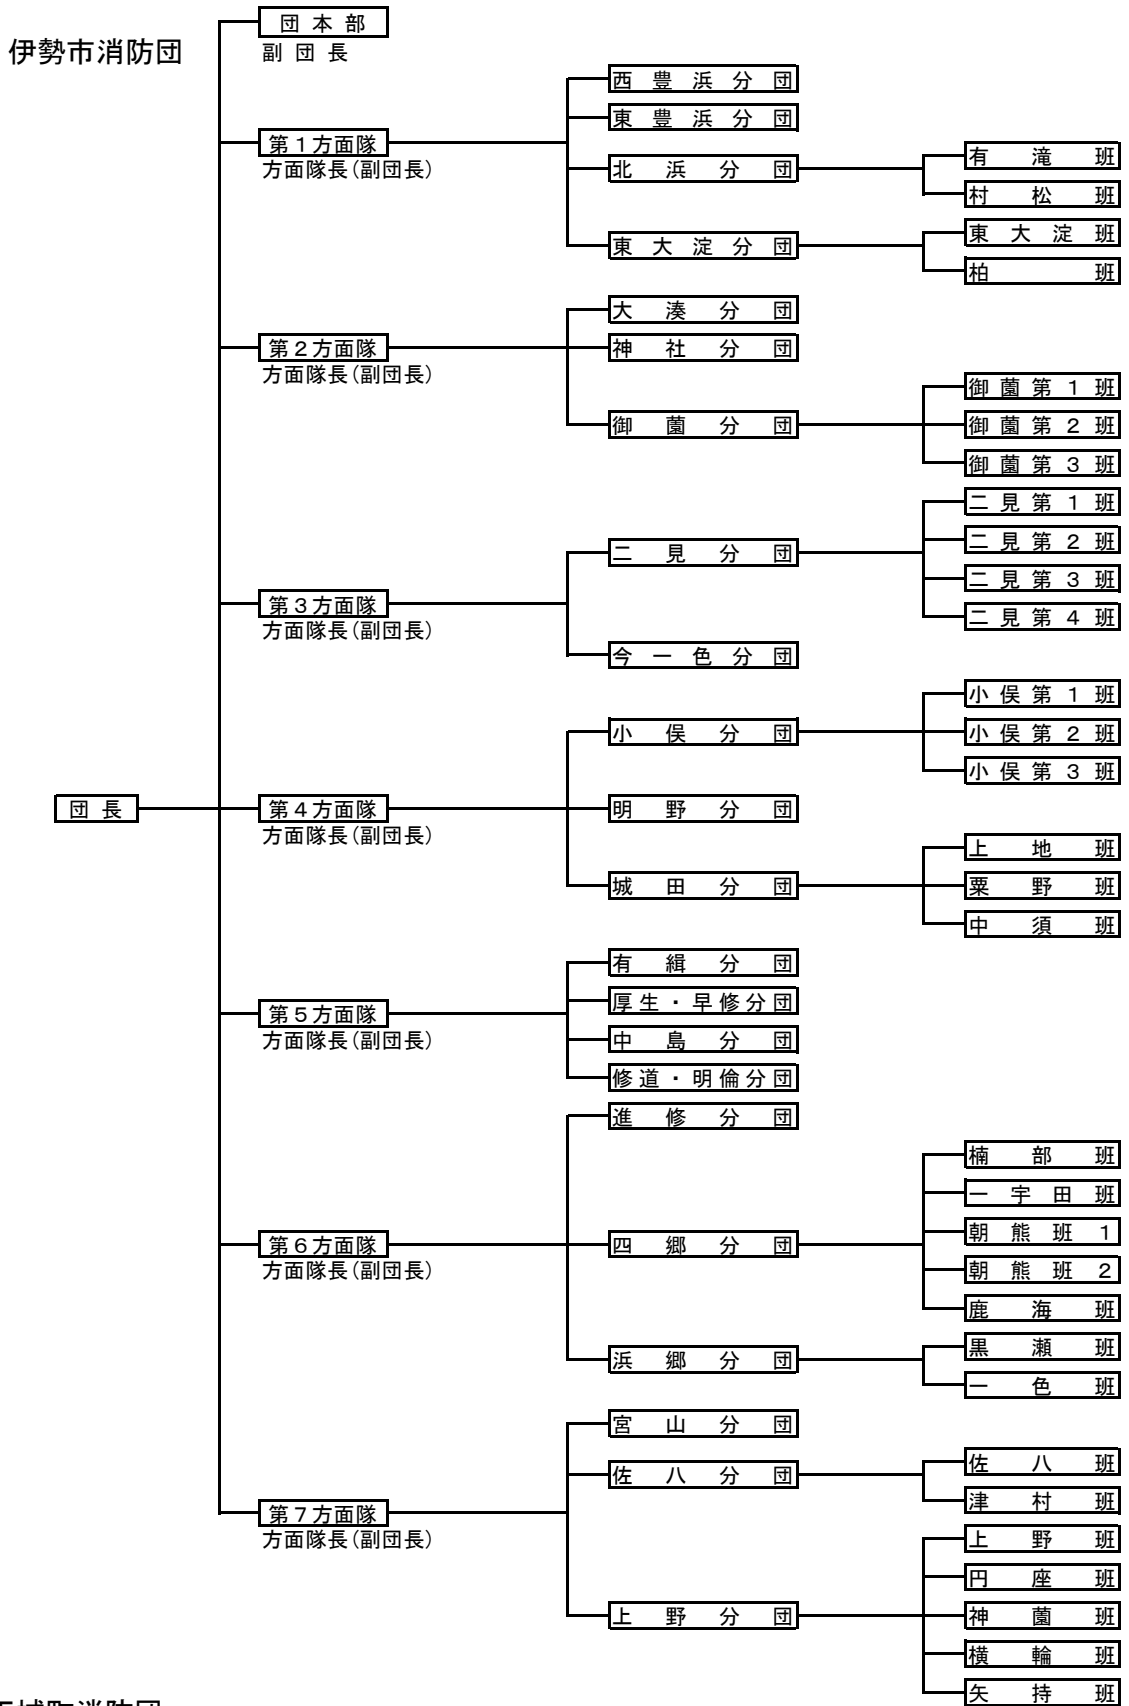 団本部
伊勢市消防団
副団長
西豊浜分団
東豊浜分団
第1方面隊
方面隊長(副団長)
北浜分団
有滝班
村松班
東大淀分団
東大淀班
柏班
大湊分団
第2方面隊
方面隊長(副団長)
神社分団
御薗分団
御薗第1班
御薗第2班
御薗第3班
二見分団
二見第1班
二見第2班
二見第3班
二見第4班
第3方面隊
方面隊長(副団長)
今一色分団
小俣分団
小俣第1班
小俣第2班
小俣第3班
団長
第4方面隊
方面隊長(副団長)
明野分団
城田分団
上地班
粟野班
中須班
有緝分団
第5方面隊
方面隊長(副団長)
厚生・早修分団
中島分団
修道・明倫分団
進修分団
第6方面隊
方面隊長(副団長)
四郷分団
楠部班
一宇田班
朝熊班1
朝熊班2
鹿海班
浜郷分団
黒瀬班
一色班
宮山分団
佐八分団
佐八班
津村班
第7方面隊
方面隊長(副団長)
上野分団
上野班
円座班
神薗班
横輪班
矢持班